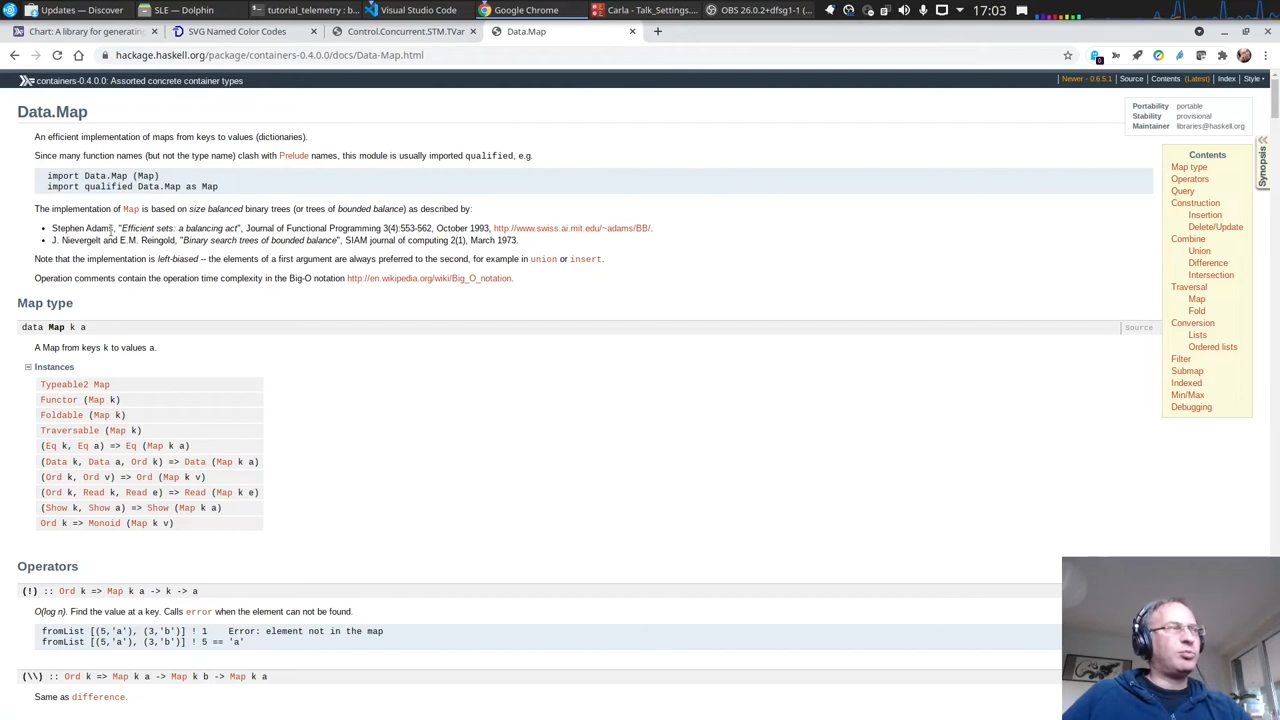 Debian
Terminal
tutorial_telemetry : b...
Visual Studio Code
Google Chrome
Carla - Talk_Settings....
OBS 26.0.2+dfsg1-1 (...
17:03
Chart: A library for generating
SVG Named Color Codes
Control.Concurrent.STM.TVar
Data.Map
hackage.haskell.org/package/containers-0.4.0.0/docs/Data-Map.html
containers-0.4.0.0: Assorted concrete container types
Newer - 0.6.5.1
Source
Contents
(Latest)
Index
Style
Data.Map
Portability portable
Stability provisional
Maintainer libraries@haskell.org
An efficient implementation of maps from keys to values (dictionaries).
Since many function names (but not the type name) clash with Prelude names, this module is usually imported qualified, e.g.
import Data.Map (Map)
import qualified Data.Map as Map
The implementation of Map is based on size balanced binary trees (or trees of bounded balance) as described by:
Stephen Adams, "Efficient sets: a balancing act", Journal of Functional Programming 3(4):553-562, October 1993, http://www.swiss.ai.mit.edu/~adams/BB/.
J. Nievergelt and E.M. Reingold, "Binary search trees of bounded balance", SIAM journal of computing 2(1), March 1973.
Note that the implementation is left-biased -- the elements of a first argument are always preferred to the second, for example in union or insert.
Operation comments contain the operation time complexity in the Big-O notation http://en.wikipedia.org/wiki/Big_O_notation.
Synopsis
Contents
Map type
Operators
Query
Construction
Insertion
Delete/Update
Combine
Union
Difference
Intersection
Traversal
Map
Fold
Conversion
Lists
Ordered lists
Filter
Submap
Indexed
Min/Max
Debugging
Map type
data Map k a
Source
A Map from keys k to values a.
Instances
Typeable2 Map
Functor (Map k)
Foldable (Map k)
Traversable (Map k)
(Eq k, Eq a) => Eq (Map k a)
(Data k, Data a, Ord k) => Data (Map k a)
(Ord k, Ord v) => Ord (Map k v)
(Ord k, Read k, Read e) => Read (Map k e)
(Show k, Show a) => Show (Map k a)
Ord k => Monoid (Map k v)
Operators
(!) :: Ord k => Map k a -> k -> a
O(log n). Find the value at a key. Calls error when the element can not be found.
fromList [(5,'a'), (3,'b')] ! 1 Error: element not in the map
fromList [(5,'a'), (3,'b')] ! 5 == 'a'
(\\) :: Ord k => Map k a -> Map k b -> Map k a
Same as difference.